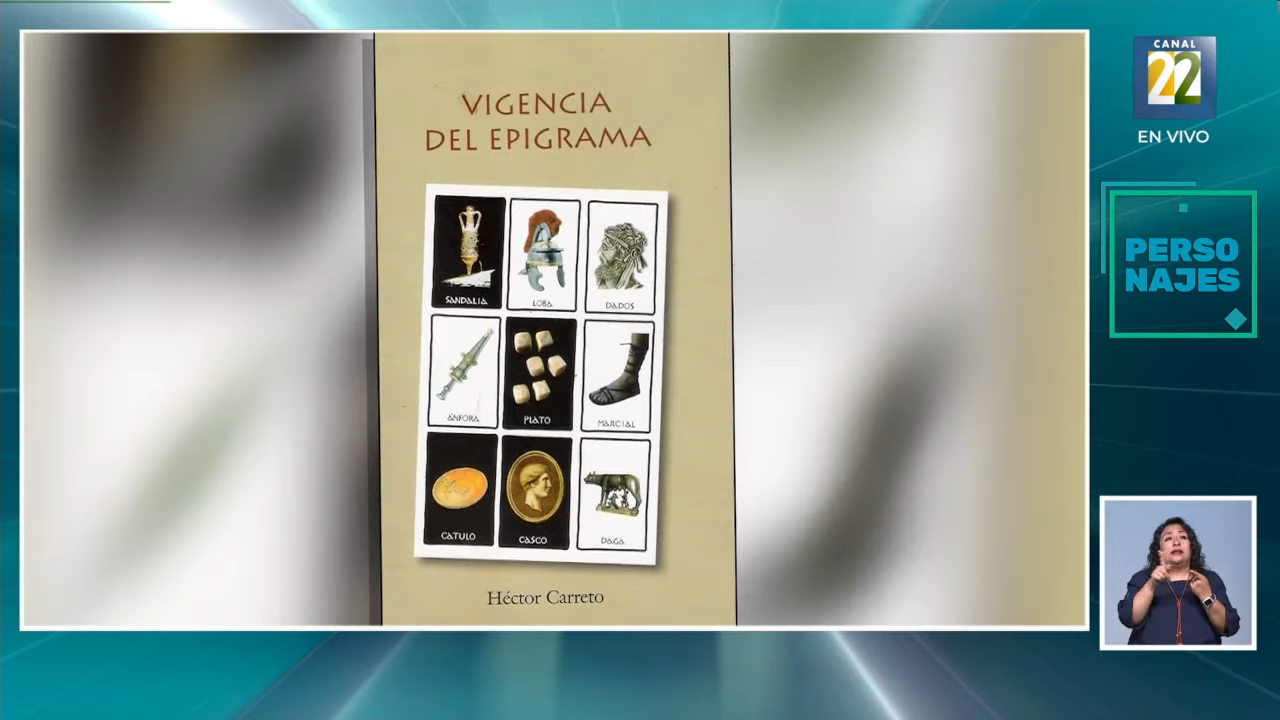 VIGENCIA
DEL EPIGRAMA
SANDALIA
LOBA
DADOS
ÁNFORA
PLATO
MARCIAL
CATULO
CASCO
DAGA
Héctor Carreto
CANAL
22
EN VIVO
PERSO
NAJES